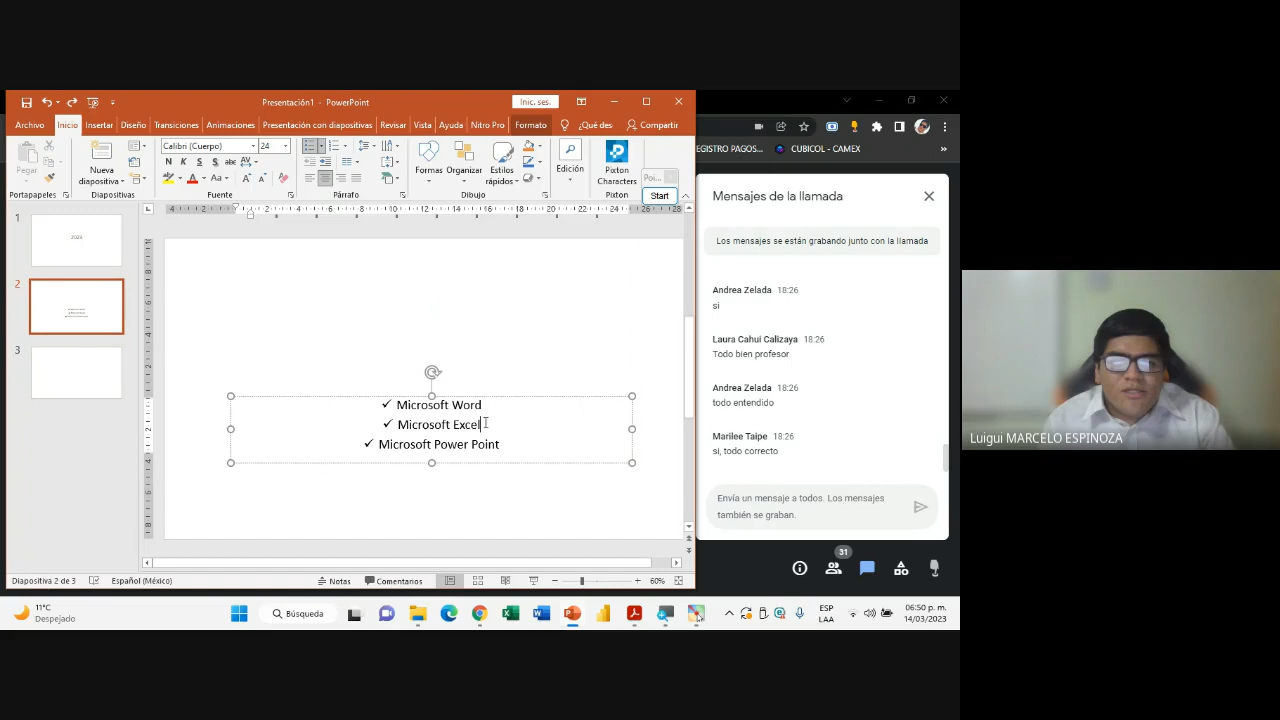 Presentación1 - PowerPoint
Inic. ses.
Archivo Inicio Insertar Diseño Transiciones Animaciones Presentación con diapositivas Revisar Vista Ayuda Nitro Pro Formato ¿Qué des Compartir
Calibri (Cuerpo) 24
Pegar
Nueva diapositiva
N K S S abc
Aa
Formas Organizar Estilos rápidos
Edición
Pixton Characters
Poi...
Start
Portapapeles Diapositivas Fuente Párrafo Dibujo Pixton
1
2
3
✓ Microsoft Word
✓ Microsoft Excel
✓ Microsoft Power Point
Diapositiva 2 de 3 Español (México) Notas Comentarios 60%
EGISTRO PAGOS... CUBICOL - CAMEX »
Mensajes de la llamada
Los mensajes se están grabando junto con la llamada
Andrea Zelada 18:26
si
Laura Cahui Calizaya 18:26
Todo bien profesor
Andrea Zelada 18:26
todo entendido
Marilee Taipe 18:26
si, todo correcto
Envía un mensaje a todos. Los mensajes
también se graban.
31
Luigui MARCELO ESPINOZA
11°C
Despejado
Búsqueda
ESP
LAA
06:50 p. m.
14/03/2023